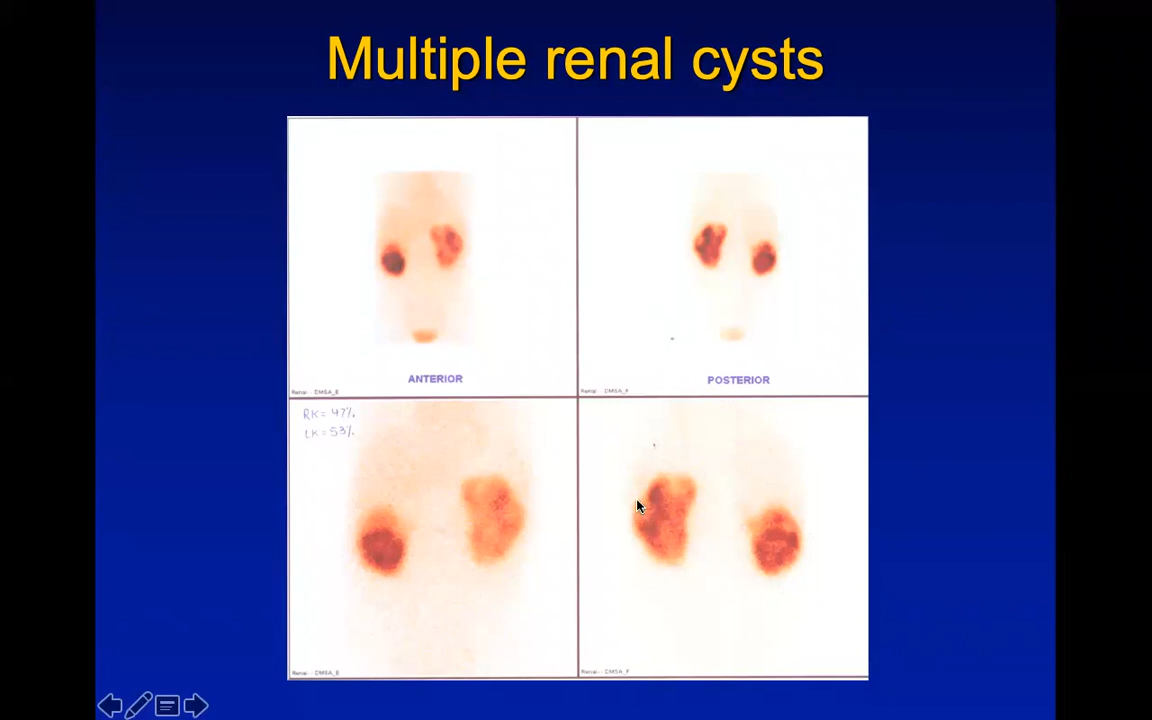 Multiple renal cysts
ANTERIOR
POSTERIOR
RK = 47%
LK = 53%